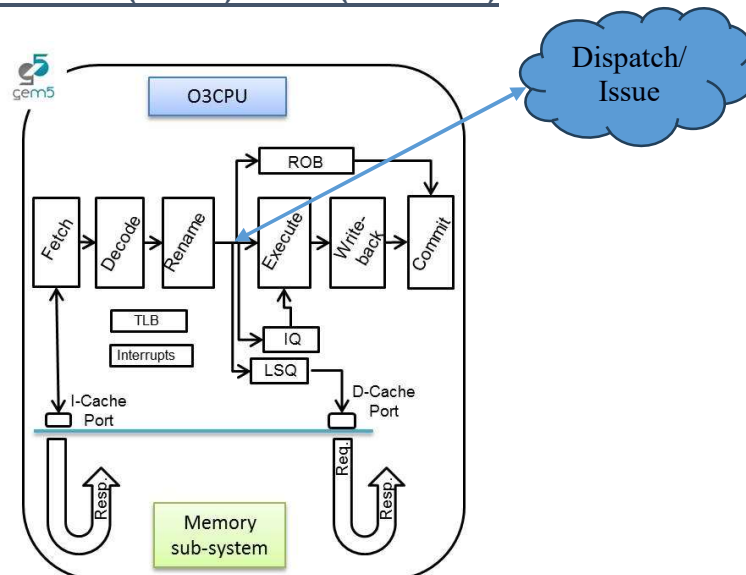 Dispatch/
Issue
gem5
O3CPU
ROB
Fetch
Decode
Rename
Execute
Write-
back
Commit
TLB
Interrupts
IQ
LSQ
I-Cache
Port
D-Cache
Port
Resp.
Req.
Resp.
Memory
sub-system